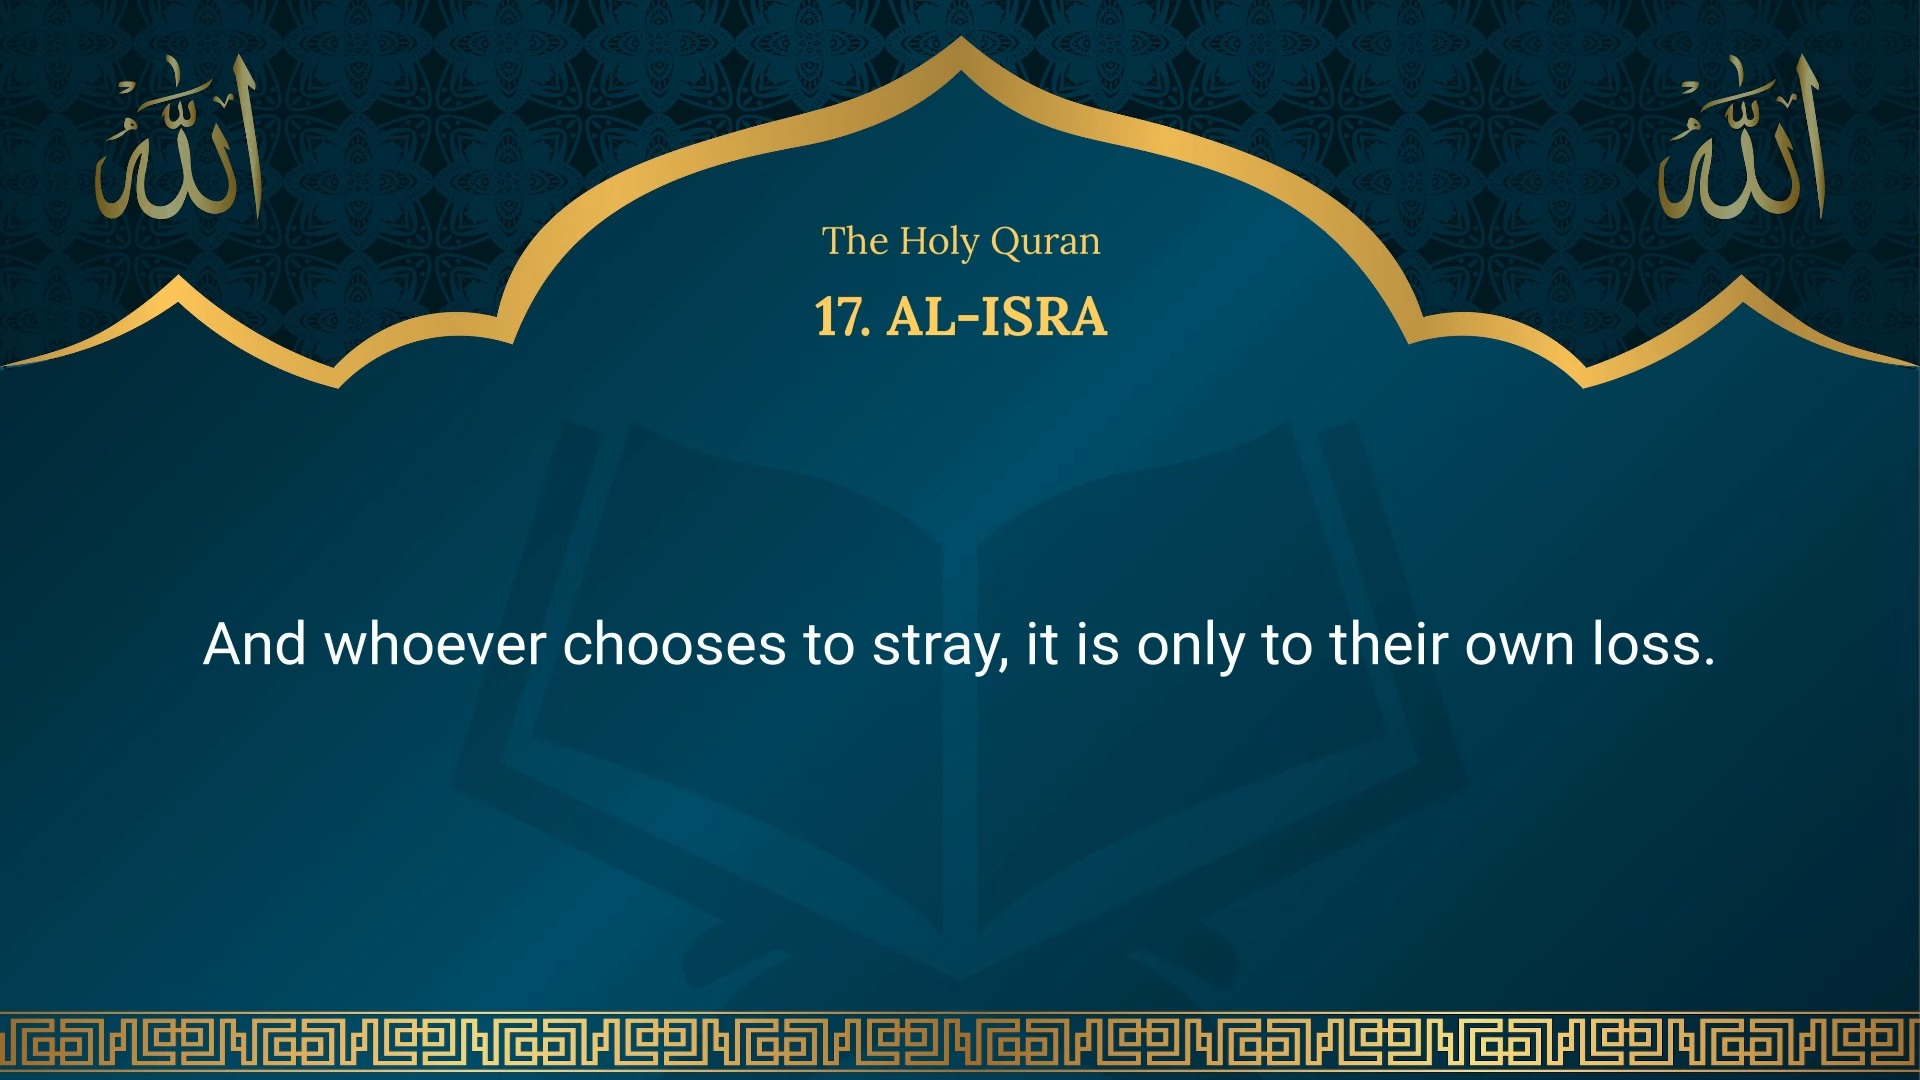 الله الله
The Holy Quran
17. AL-ISRA
And whoever chooses to stray, it is only to their own loss.